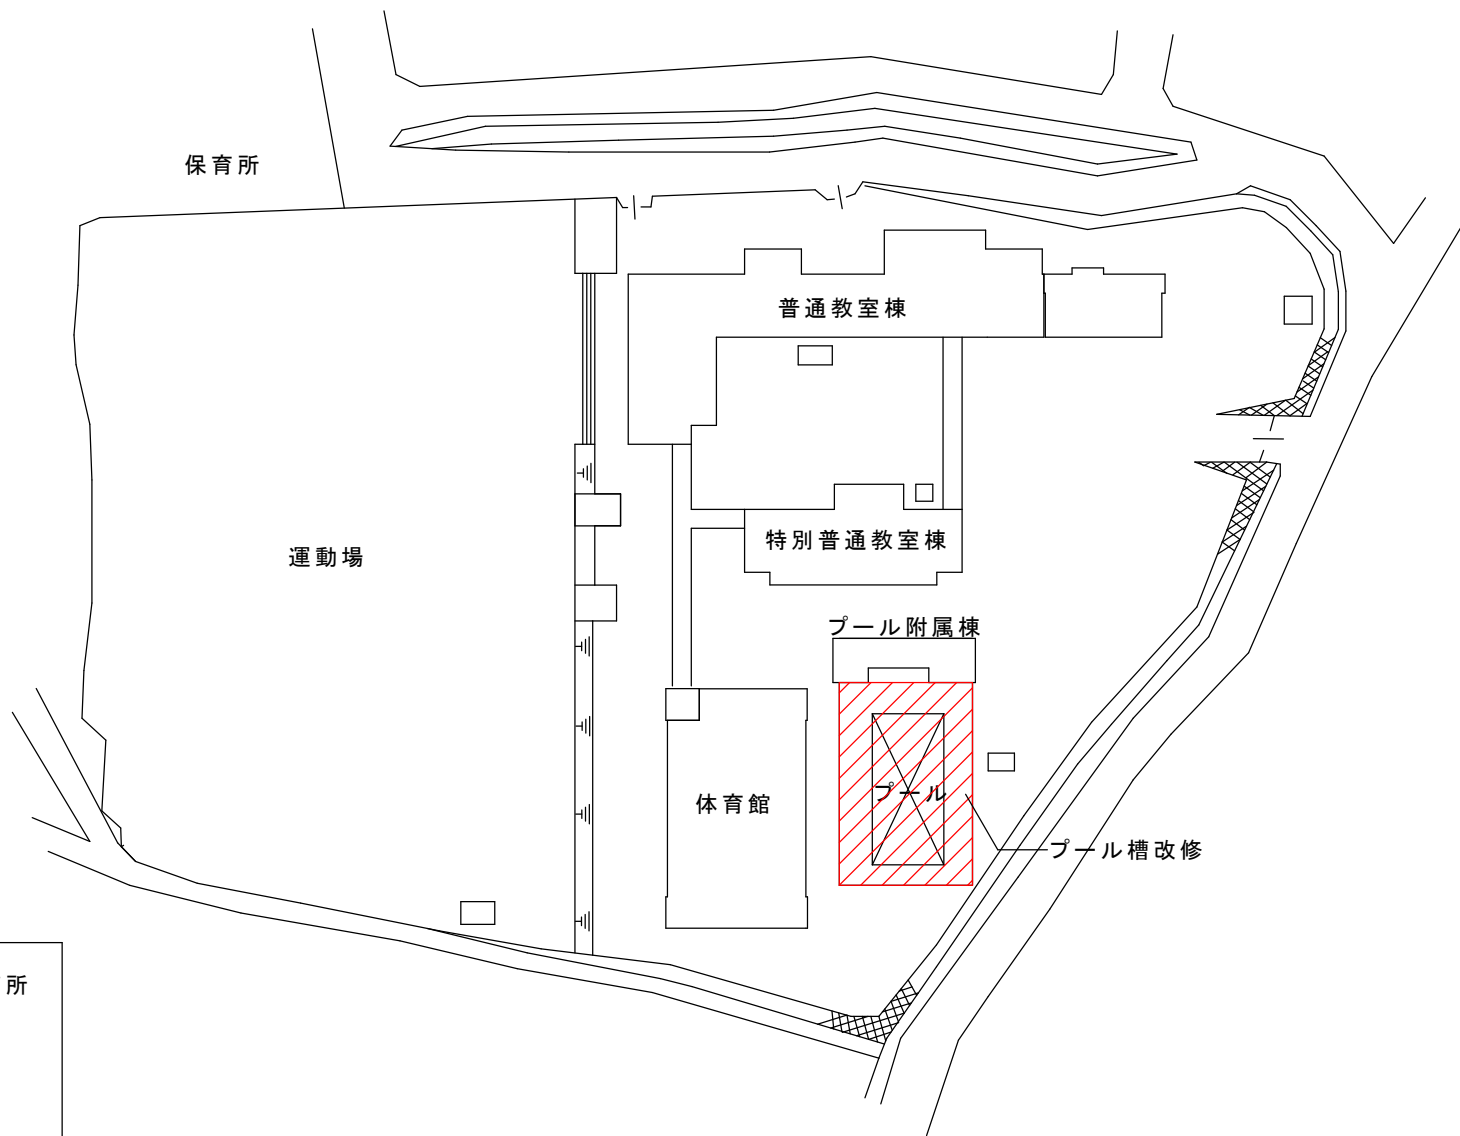 保育所
普通教室棟
特別普通教室棟
運動場
プール附属棟
プール
体育館
プール槽改修
所